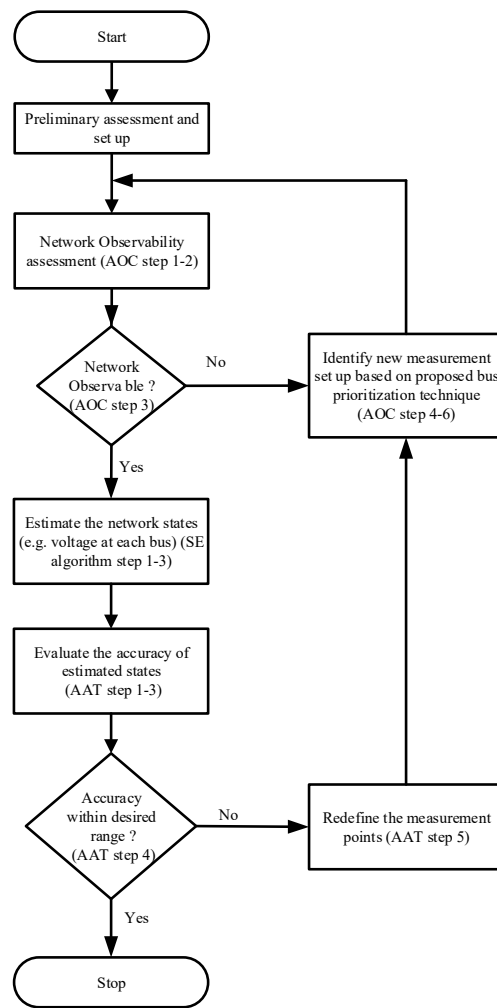 Start
Preliminary assessment and
set up
Network Observability
assessment (AOC step 1-2)
Network
Observa ble ?
(AOC step 3)
No
Identify new measurement
set up based on proposed bus
prioritization technique
(AOC step 4-6)
Yes
Estimate the network states
(e.g. voltage at each bus) (SE
algorithm step 1-3)
Evaluate the accuracy of
estimated states
(AAT step 1-3)
Accuracy
within desired
range ?
(AAT step 4)
No
Redefine the measurement
points (AAT step 5)
Yes
Stop